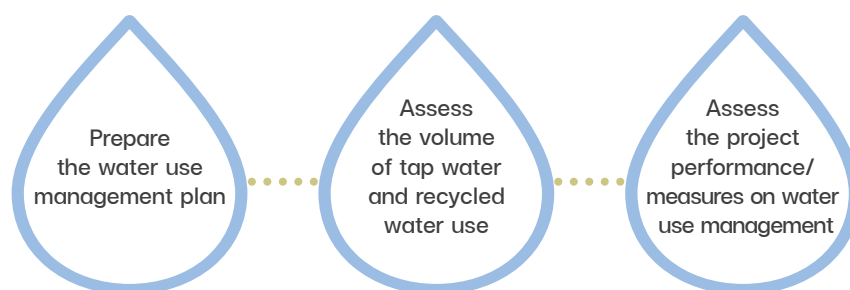 Prepare
the water use
management plan
Assess
the volume
of tap water
and recycled
water use
Assess
the project
performance/
measures on water
use management